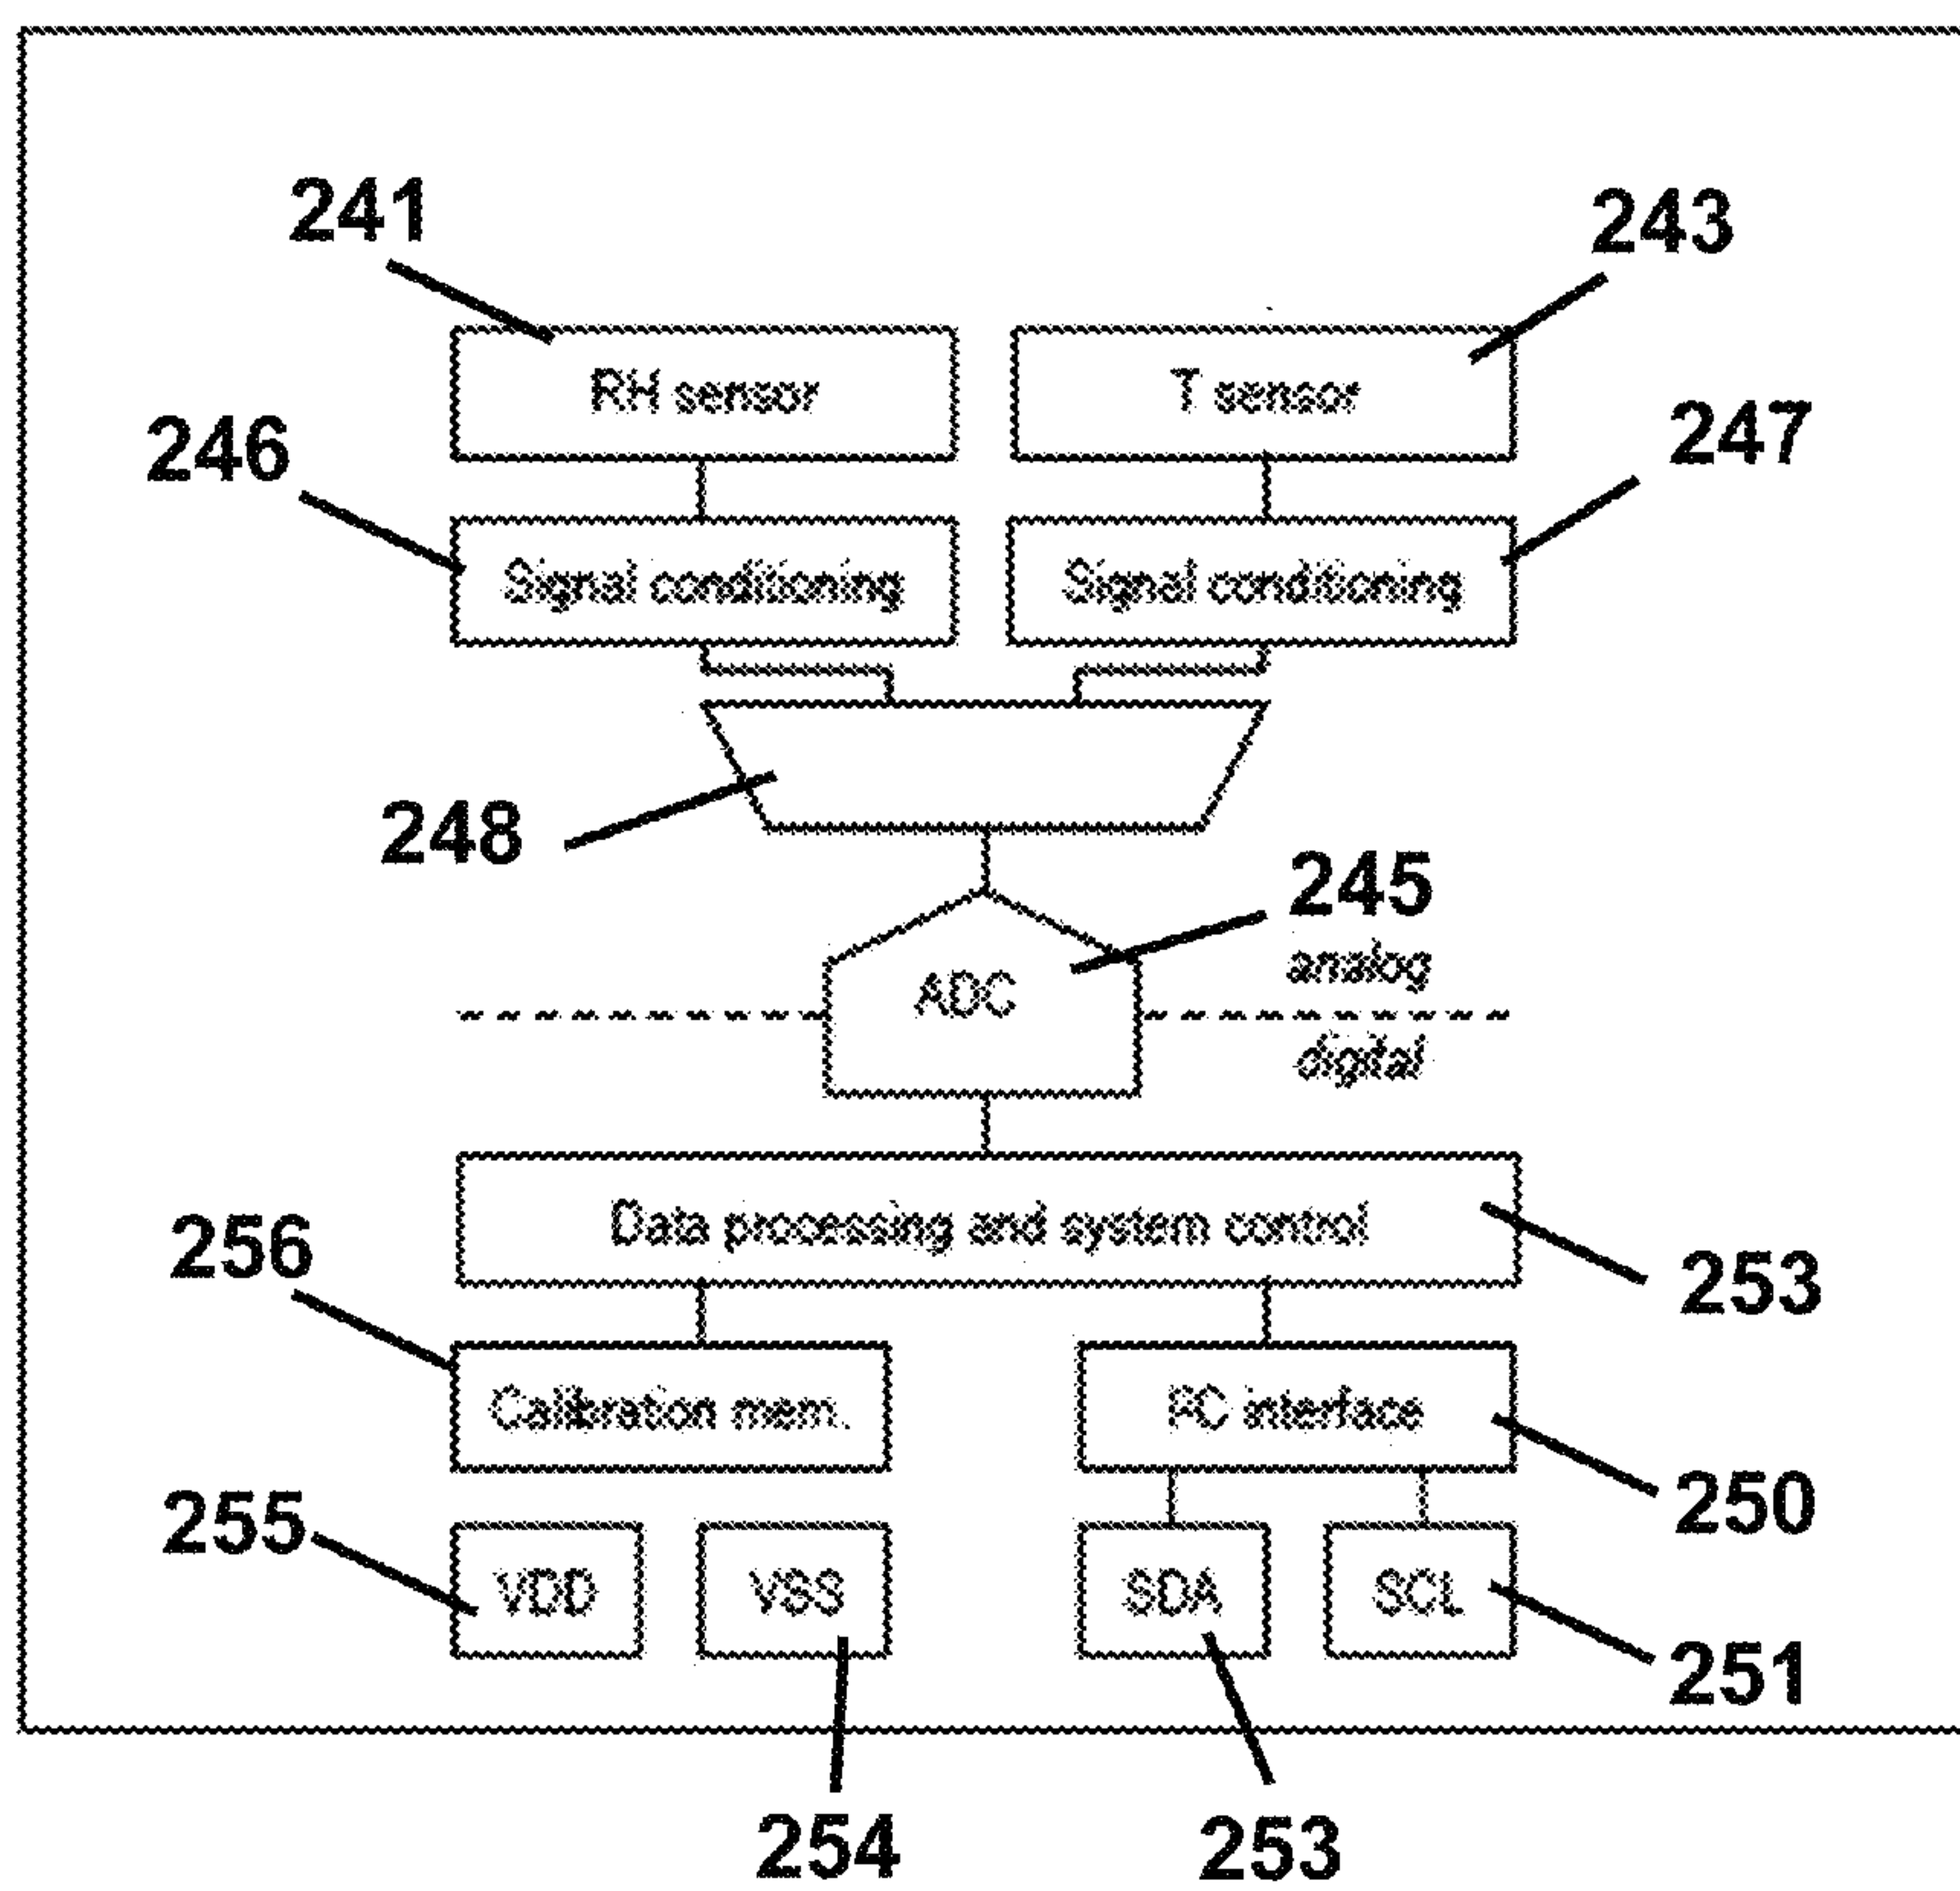 241
243
RH sensor
T sensor
246
247
Signal conditioning
Signal conditioning
248
245
analog
ADC
digital
Data processing and system control
256
253
Calibration mem.
I²C interface
255
250
VDD
VSS
SDA
SCL
251
254
253